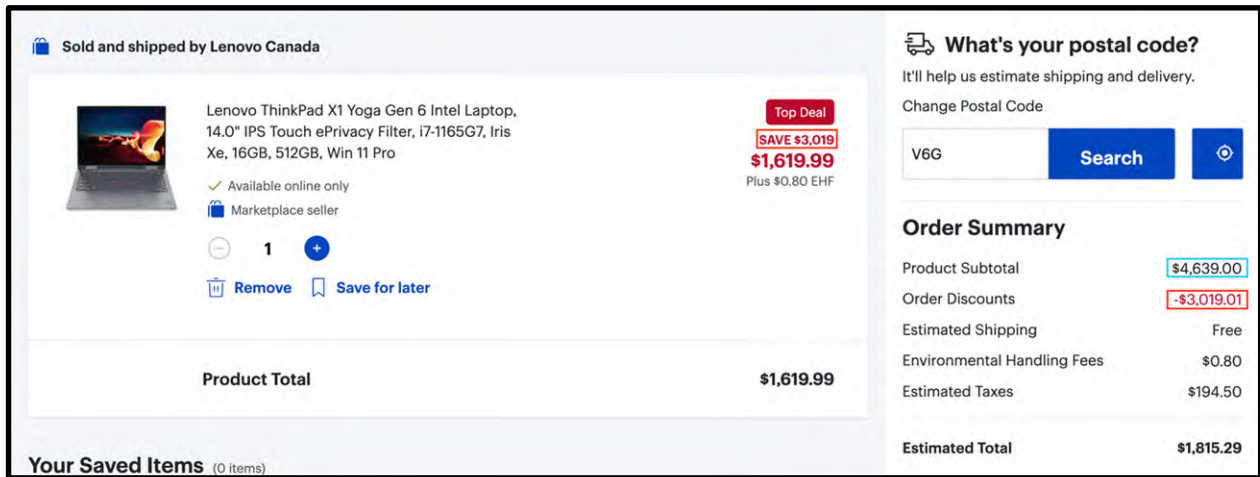 Sold and shipped by Lenovo Canada
Lenovo ThinkPad X1 Yoga Gen 6 Intel Laptop,
14.0" IPS Touch ePrivacy Filter, i7-1165G7, Iris
Xe, 16GB, 512GB, Win 11 Pro
Available online only
Marketplace seller
1
Remove
Save for later
Top Deal
SAVE $3,019
$1,619.99
Plus $0.80 EHF
Product Total $1,619.99
Your Saved Items (0 items)
What's your postal code?
It'll help us estimate shipping and delivery.
Change Postal Code
V6G Search
Order Summary
Product Subtotal $4,639.00
Order Discounts -$3,019.01
Estimated Shipping Free
Environmental Handling Fees $0.80
Estimated Taxes $194.50
Estimated Total $1,815.29